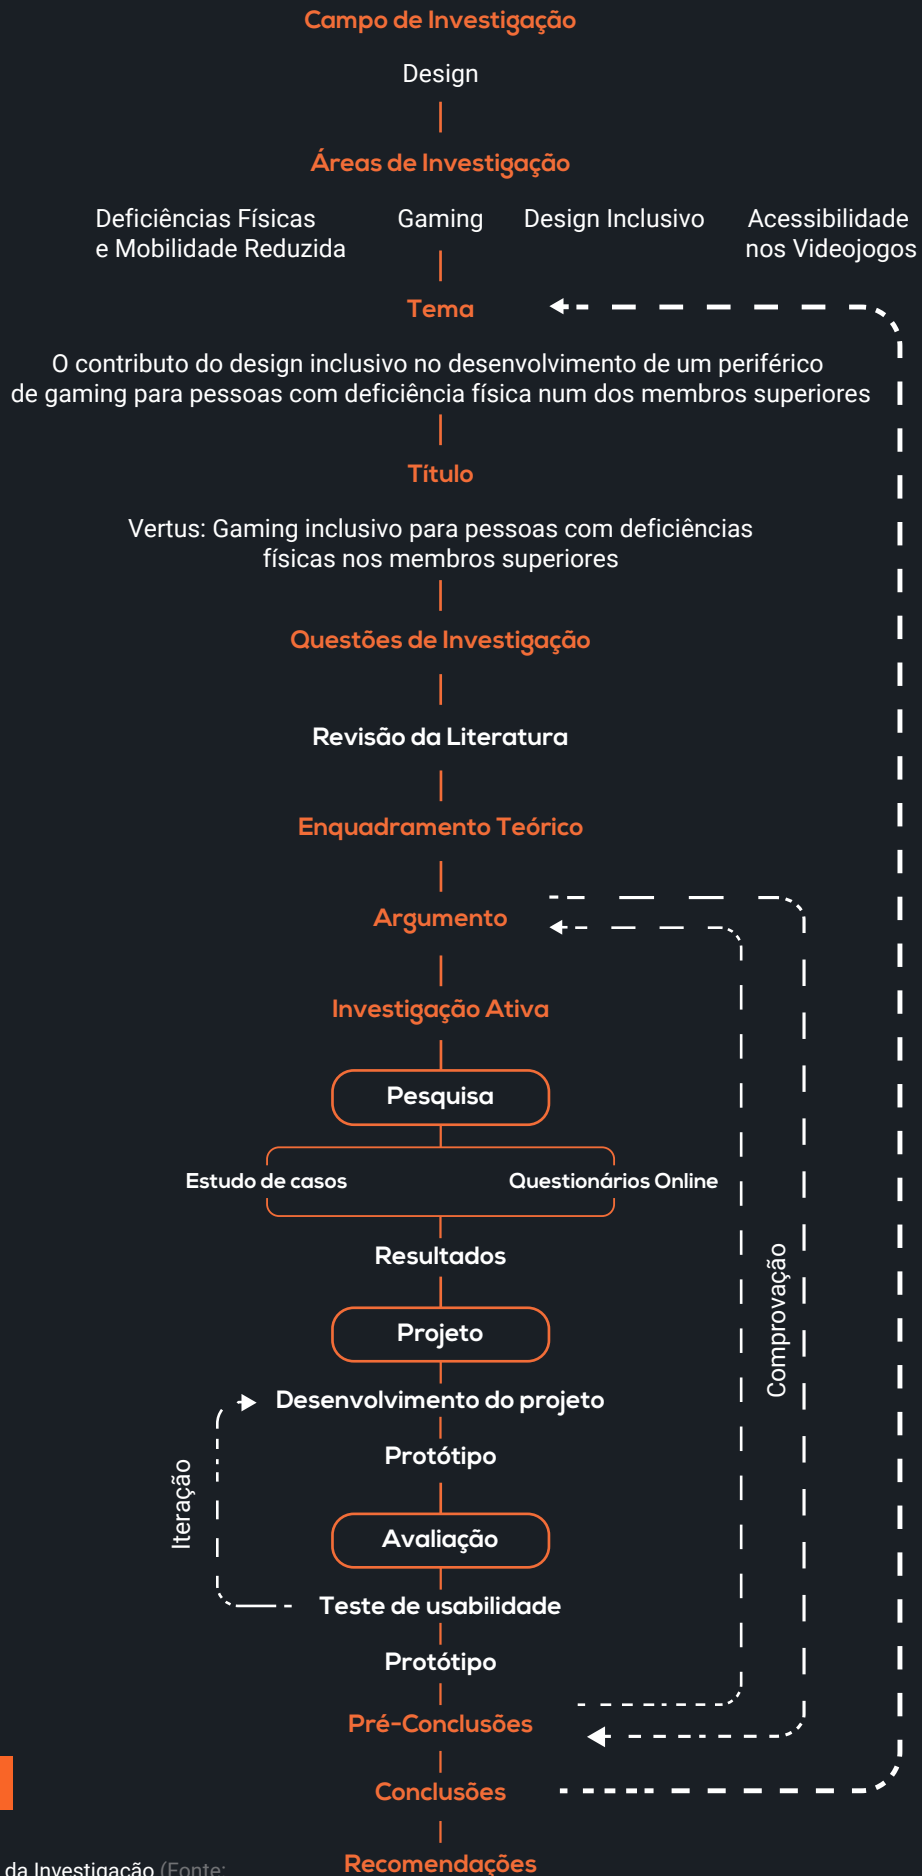 Campo de Investigação
Design
Áreas de Investigação
Deficiências Físicas
e Mobilidade Reduzida
Gaming
Design Inclusivo
Acessibilidade
nos Videojogos
Tema
O contributo do design inclusivo no desenvolvimento de um periférico
de gaming para pessoas com deficiência física num dos membros superiores
Título
Vertus: Gaming inclusivo para pessoas com deficiências
físicas nos membros superiores
Questões de Investigação
Revisão da Literatura
Enquadramento Teórico
Argumento
Investigação Ativa
Pesquisa
Estudo de casos
Questionários Online
Resultados
Comprovação
Projeto
Desenvolvimento do projeto
Protótipo
Iteração
Avaliação
Teste de usabilidade
Protótipo
Pré-Conclusões
Conclusões
Recomendações
da Investigação (Fonte: